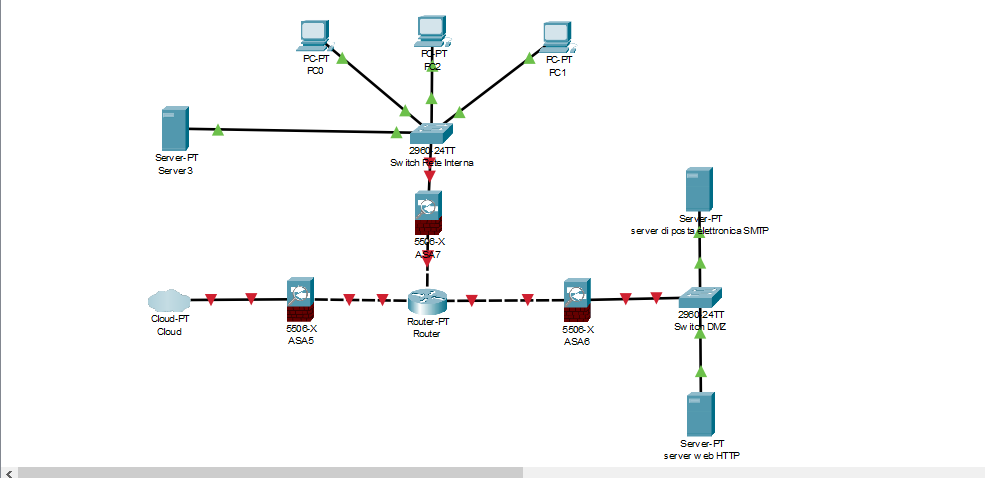 PC-PT
PC0
PC-PT
PC2
PC-PT
PC1
Server-PT
Server3
2960-24TT
Switch Rete Interna
5506-X
ASA7
Server-PT
server di posta elettronica SMTP
Cloud-PT
Cloud
5506-X
ASA5
Router-PT
Router
5506-X
ASA6
2960-24TT
Switch DMZ
Server-PT
server web HTTP